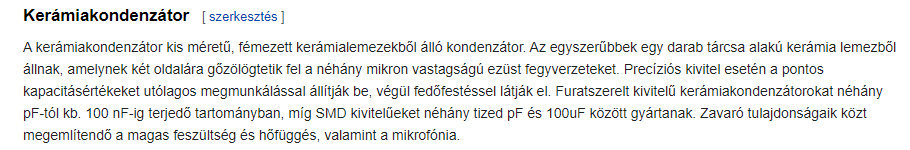 Kerámiakondenzátor [ szerkesztés ]
A kerámiakondenzátor kis méretű, fémezett kerámialemezekből álló kondenzátor. Az egyszerűbbek egy darab tárcsa alakú kerámia lemezből
állnak, amelynek két oldalára gőzölögtetik fel a néhány mikron vastagságú ezüst fegyverzeteket. Precíziós kivitel esetén a pontos
kapacitásértékeket utólagos megmunkálással állítják be, végül fedőfestéssel látják el. Furatszerelt kivitelű kerámiakondenzátorokat néhány
pF-tól kb. 100 nF-ig terjedő tartományban, míg SMD kivitelűeket néhány tized pF és 100uF között gyártanak. Zavaró tulajdonságaik közt
megemlítendő a magas feszültség és hőfüggés, valamint a mikrofónia.